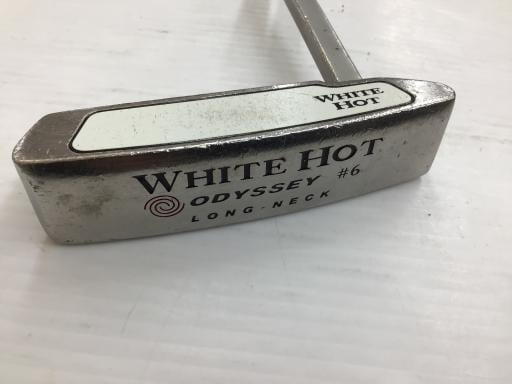 WHITE
HOT
WHITE HOT
ODYSSEY #6
LONG-NECK